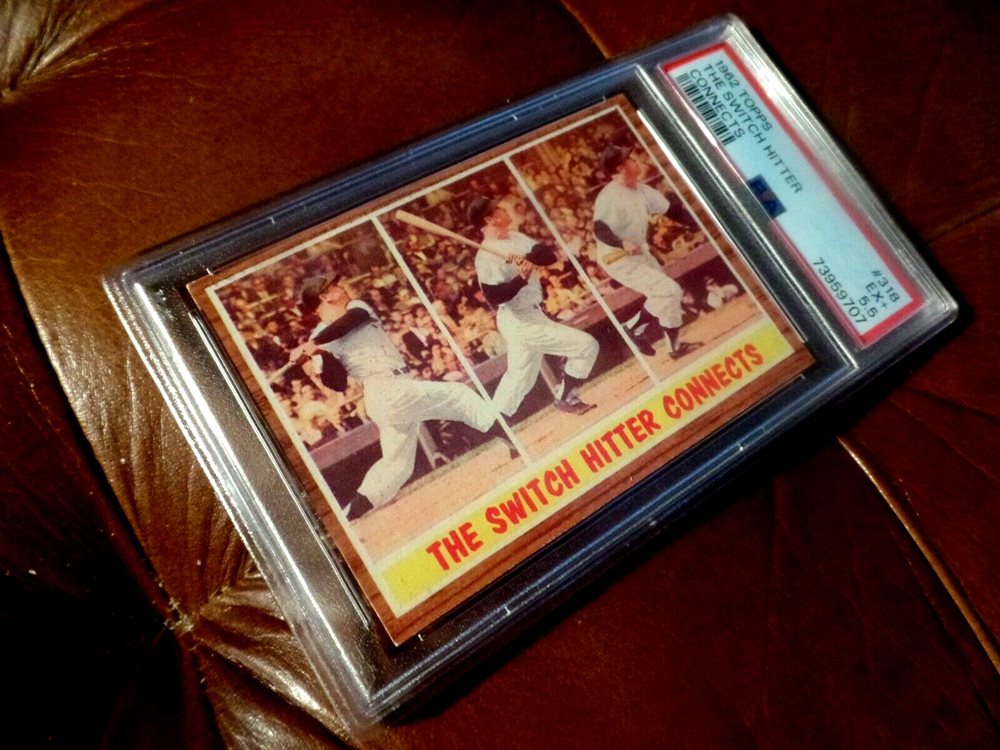 1962 TOPPS
THE SWITCH HITTER
CONNECTS
#318
EX+
5.5
73959707
THE SWITCH HITTER CONNECTS